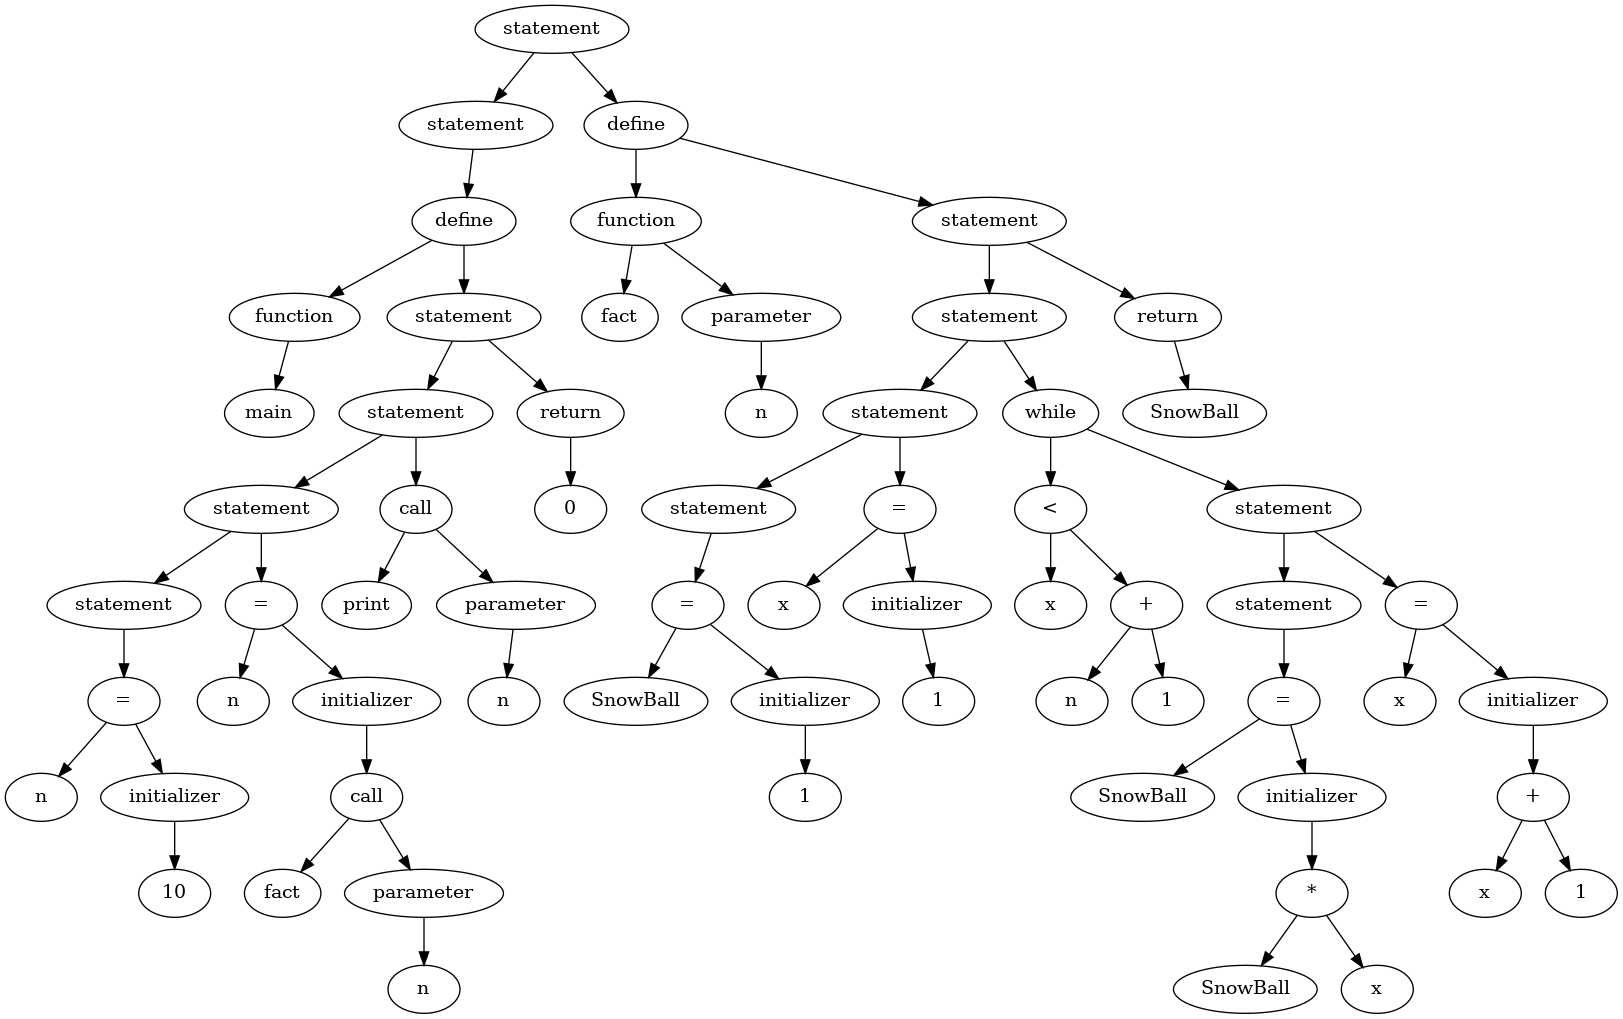 statement
statement
define
define
function
statement
function
statement
fact
parameter
statement
return
main
statement
return
n
statement
while
SnowBall
statement
call
0
statement
=
<
statement
statement
=
print
parameter
=
x
initializer
x
+
statement
=
=
n
initializer
n
SnowBall
initializer
1
n
1
=
x
initializer
n
initializer
call
1
SnowBall
initializer
+
10
fact
parameter
*
x
1
n
SnowBall
x